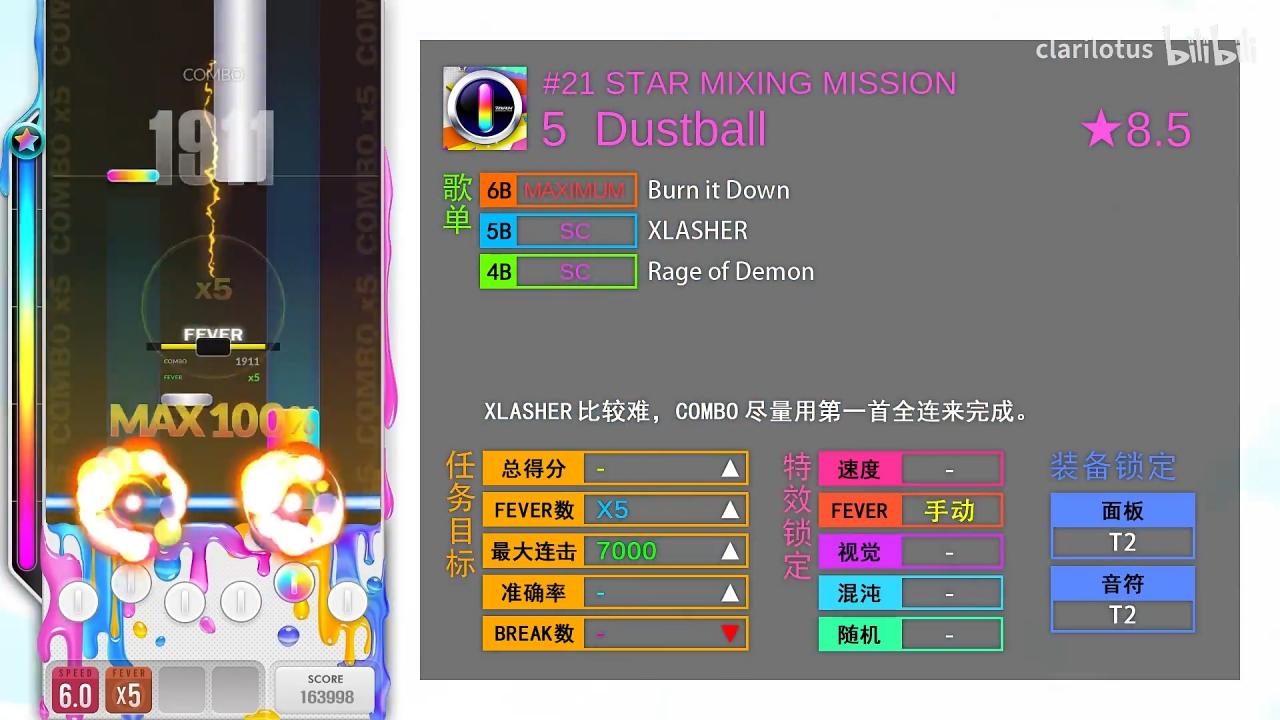 COMBO
1911
x5
FEVER
COMBO 1911
FEVER x5
MAX 100%
SPEED
6.0
FEVER
x5
SCORE
163998
COMBO x5
COMBO x5
clarilotus bilibili
#21 STAR MIXING MISSION
5 Dustball
★8.5
歌单
6B MAXIMUM Burn it Down
5B SC XLASHER
4B SC Rage of Demon
XLASHER 比较难，COMBO 尽量用第一首全连来完成。
任务目标
总得分 - ▲
FEVER数 X5 ▲
最大连击 7000 ▲
准确率 - ▲
BREAK数 - ▼
特效锁定
速度 -
FEVER 手动
视觉 -
混沌 -
随机 -
装备锁定
面板
T2
音符
T2